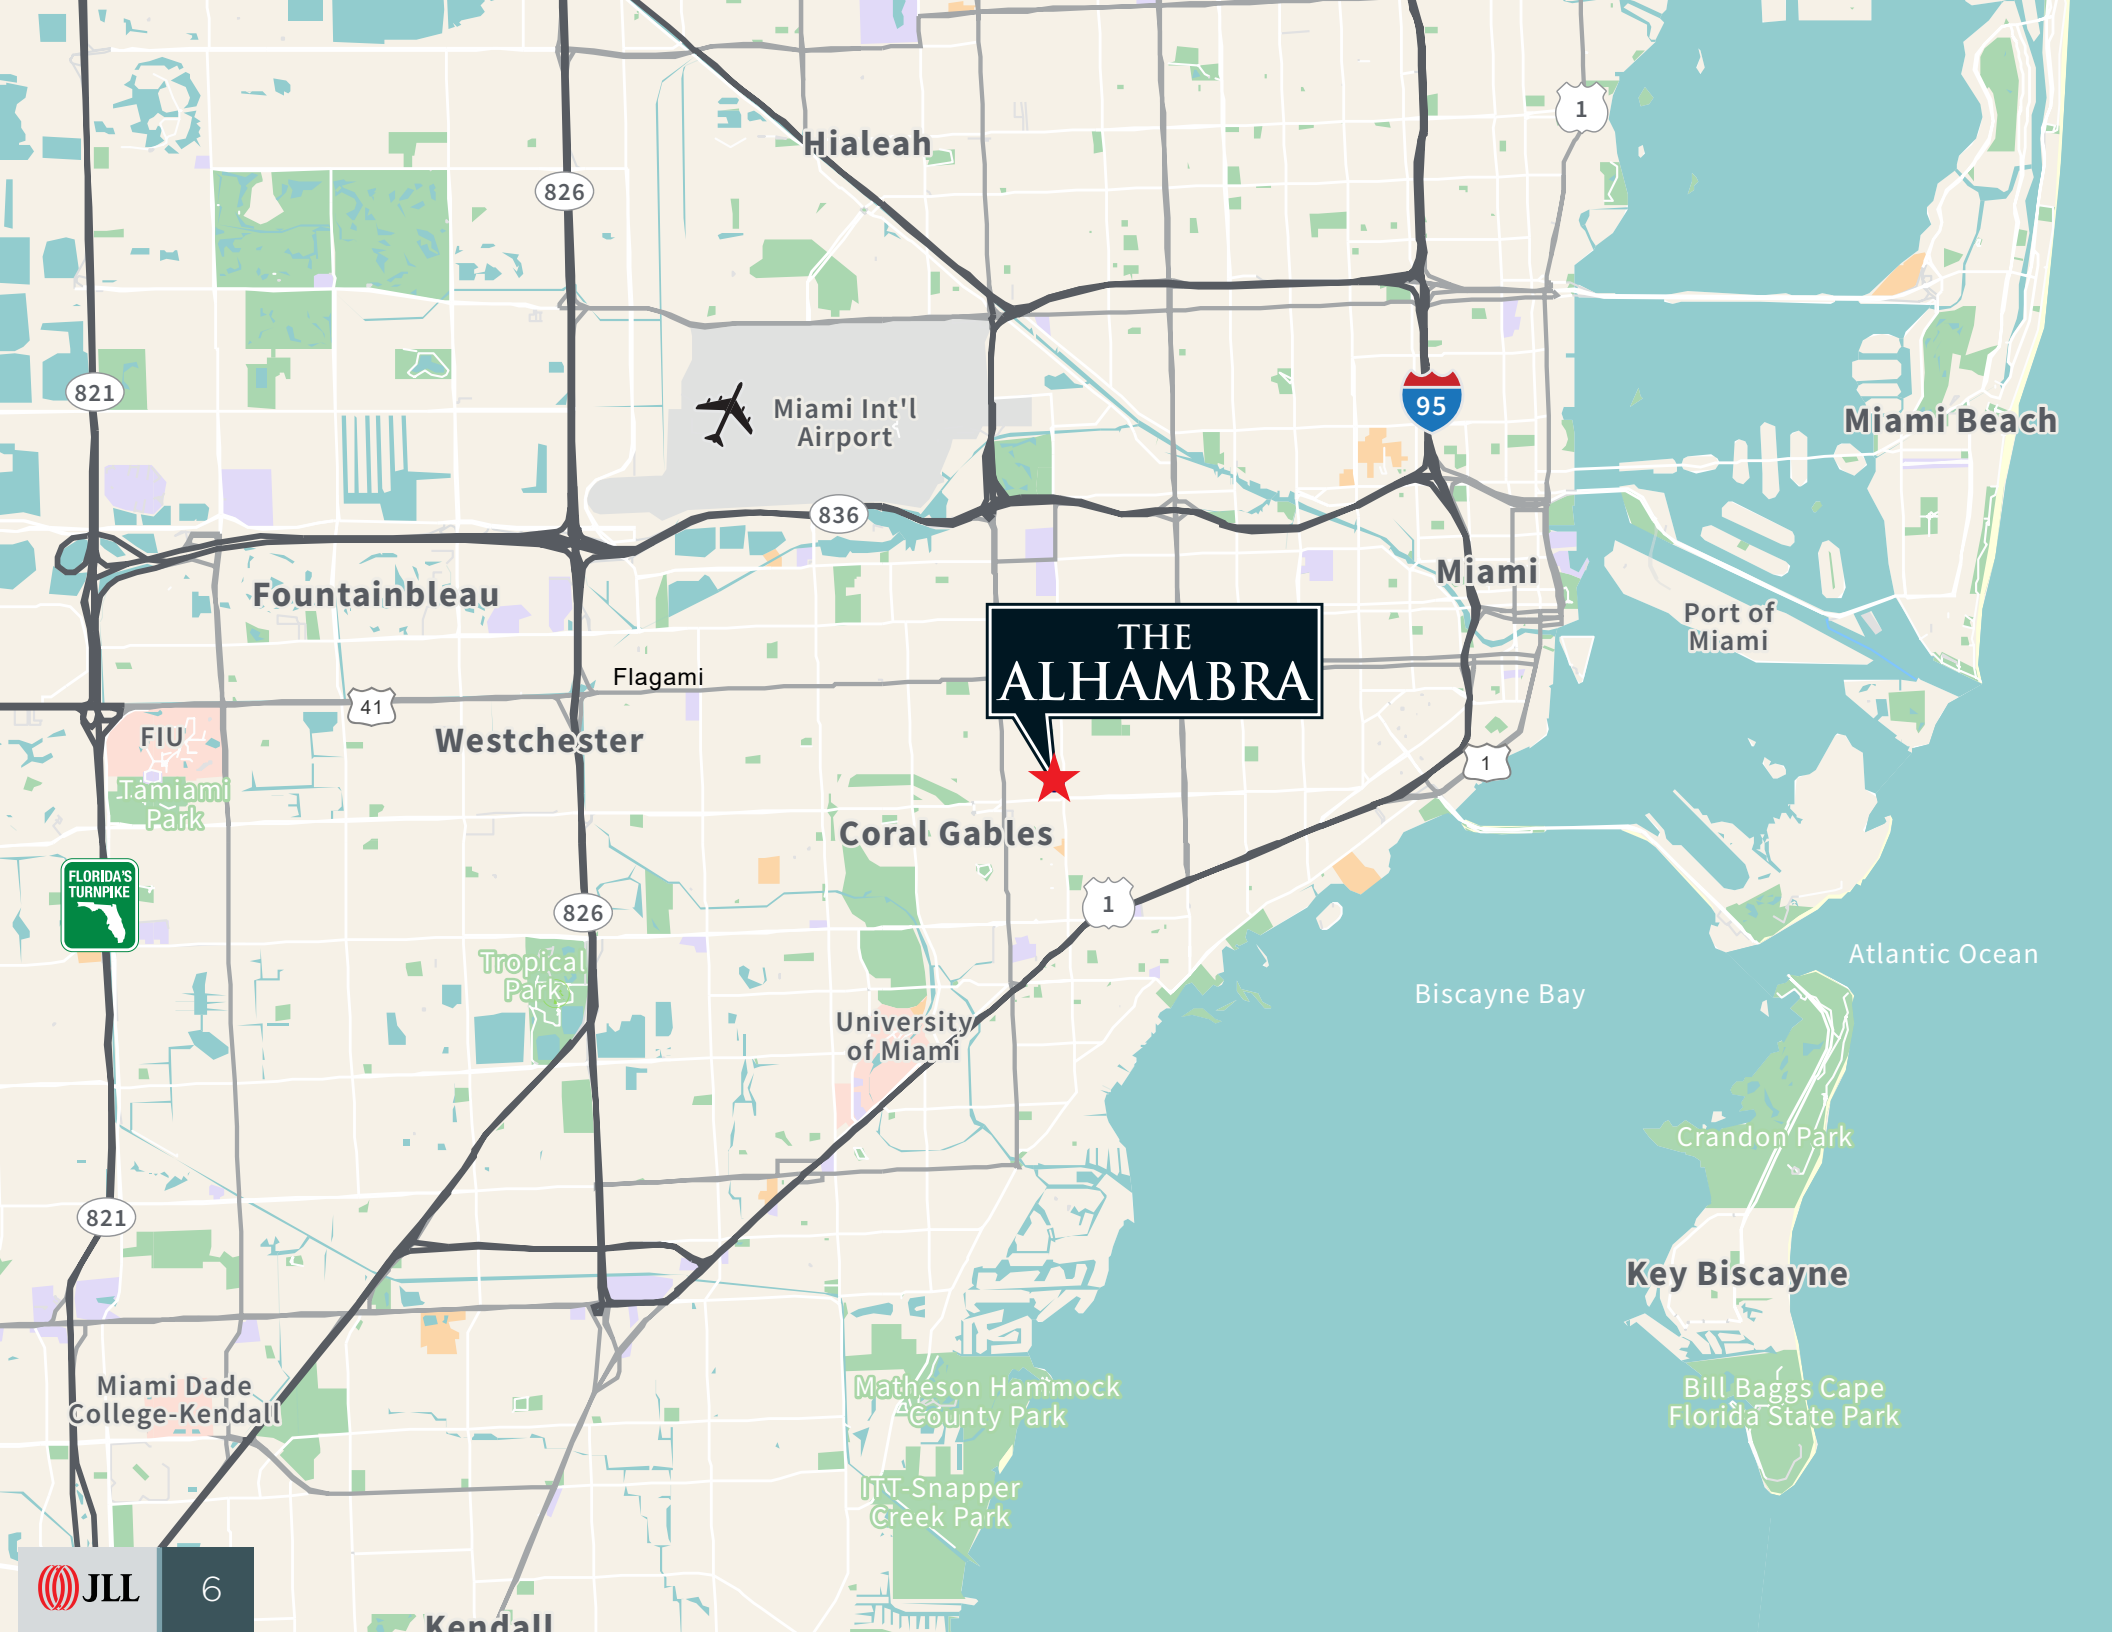 1
Hialeah
826
821
Miami Int'l
Airport
95
Miami Beach
836
Miami
Fountainbleau
Port of
Miami
THE
ALHAMBRA
Flagami
41
FIU
Westchester
1
Tamiami
Park
Coral Gables
FLORIDA'S
TURNPIKE
826
1
Tropical
Park
Atlantic Ocean
Biscayne Bay
University
of Miami
Crandon Park
821
Key Biscayne
Miami Dade
College-Kendall
Matheson Hammock
County Park
Bill Baggs Cape
Florida State Park
ITT-Snapper
Creek Park
JLL
6
Kendall